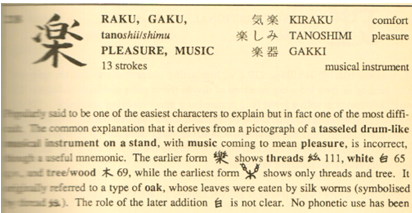 楽 RAKU, GAKU, 気楽 KIRAKU comfort
tanoshii/shimu 楽しみ TANOSHIMI pleasure
PLEASURE, MUSIC 楽器 GAKKI
13 strokes musical instrument
said to be one of the easiest characters to explain but in fact one of the most diffi-
The common explanation that it derives from a pictograph of a tasseled drum-like
musical instrument on a stand, with music coming to mean pleasure, is incorrect,
though a useful mnemonic. The earlier form 樂 shows threads 111, white 白 65
and tree/wood 木 69, while the earliest form shows only threads and tree. It
originally referred to a type of oak, whose leaves were eaten by silk worms (symbolised
by thread). The role of the later addition 白 is not clear. No phonetic use has been